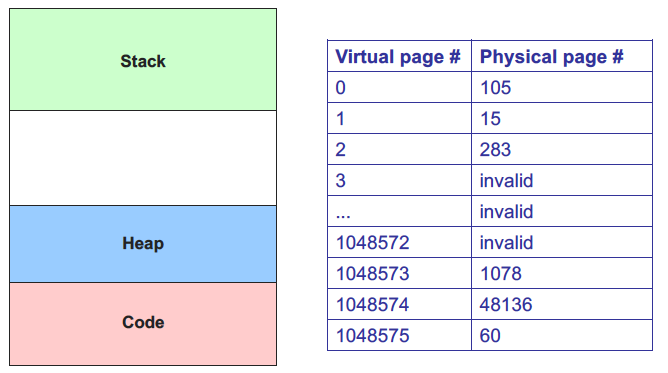 Stack
Heap
Code
Virtual page # Physical page #
0 105
1 15
2 283
3 invalid
... invalid
1048572 invalid
1048573 1078
1048574 48136
1048575 60